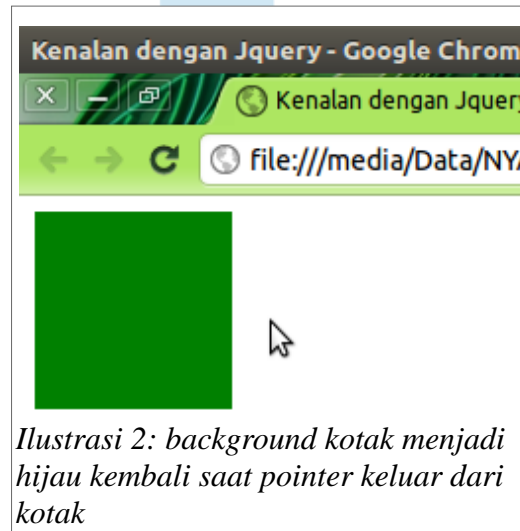 Kenalan dengan Jquery - Google Chrom
Kenalan dengan Jquery
file:///media/Data/NYA
Ilustrasi 2: background kotak menjadi
hijau kembali saat pointer keluar dari
kotak